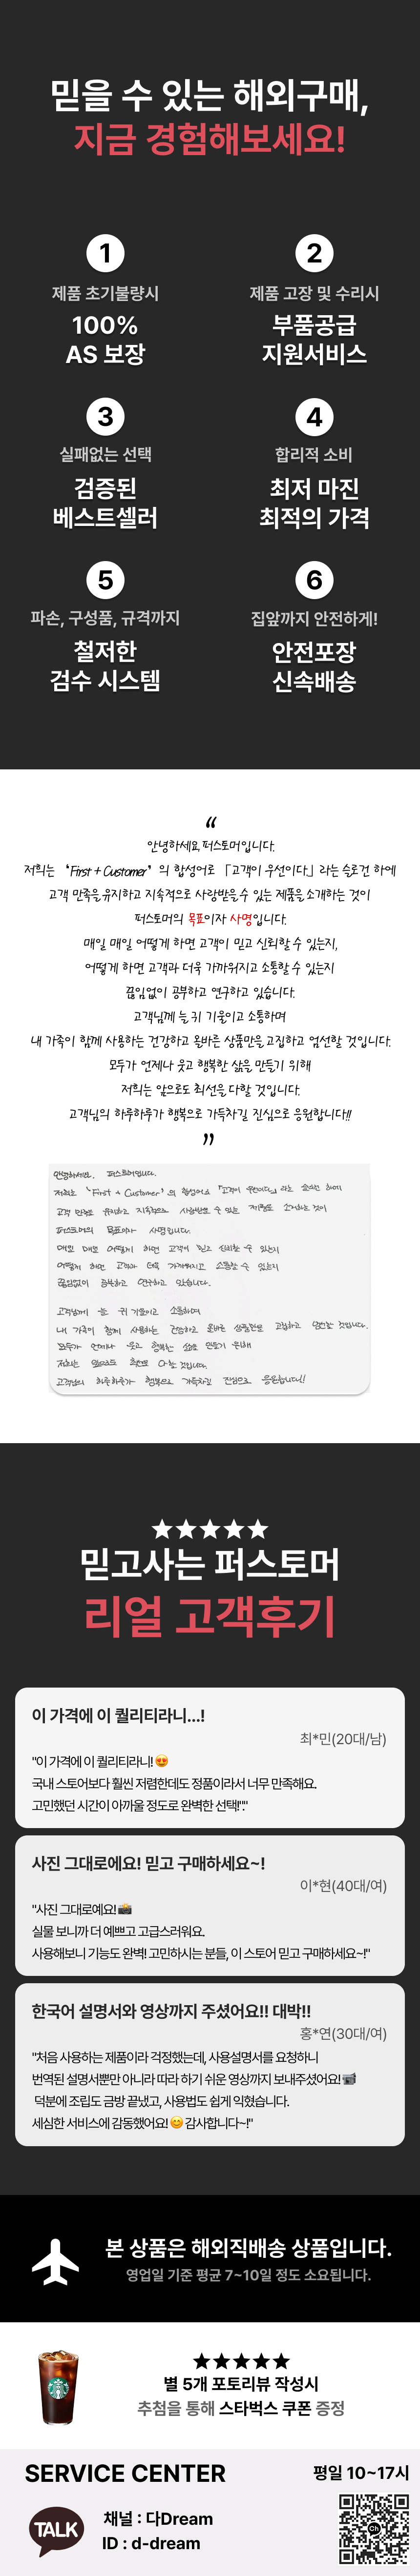 믿을 수 있는 해외구매,
지금 경험해보세요!
1
제품 초기불량시
100%
AS 보장
2
제품 고장 및 수리시
부품공급
지원서비스
3
실패없는 선택
검증된
베스트셀러
4
합리적 소비
최저 마진
최적의 가격
5
파손, 구성품, 규격까지
철저한
검수 시스템
6
집앞까지 안전하게!
안전포장
신속배송
“
안녕하세요, 퍼스토머입니다.
저희는 ‘First + Customer’ 의 합성어로 「고객이 우선이다」 라는 슬로건 하에
고객 만족을 유지하고 지속적으로 사랑받을 수 있는 제품을 소개하는 것이
퍼스토머의 목표이자 사명입니다.
매일 매일 어떻게 하면 고객이 믿고 신뢰할 수 있는지,
어떻게 하면 고객과 더욱 가까워지고 소통할 수 있는지
끊임없이 공부하고 연구하고 있습니다.
고객님께 늘 귀 기울이고 소통하며
내 가족이 함께 사용하는 건강하고 올바른 상품만을 고집하고 엄선할 것입니다.
모두가 언제나 웃고 행복한 삶을 만들기 위해
저희는 앞으로도 최선을 다할 것입니다.
고객님의 하루하루가 행복으로 가득차길 진심으로 응원합니다!!
”
안녕하세요, 퍼스토머입니다.
저희는 'First + Customer' 의 합성어로 「고객이 우선이다」 라는 슬로건 하에
고객 만족을 유지하고 지속적으로 사랑받을 수 있는 제품을 소개하는 것이
퍼스토머의 목표이자 사명입니다.
매일 매일 어떻게 하면 고객이 믿고 신뢰할 수 있는지
어떻게 하면 고객과 더욱 가까워지고 소통할 수 있는지
끊임없이 공부하고 연구하고 있습니다.
고객님께 늘 귀 기울이고 소통하며
내 가족이 함께 사용하는 건강하고 올바른 상품만을 고집하고 엄선할 것입니다.
모두가 언제나 웃고 행복한 삶을 만들기 위해
저희는 앞으로도 최선을 다할 것입니다.
고객님의 하루하루가 행복으로 가득차길 진심으로 응원합니다!!
★★★★★
믿고사는 퍼스토머
리얼 고객후기
이 가격에 이 퀄리티라니...!
최*민(20대/남)
"이 가격에 이 퀄리티라니! 😍
국내 스토어보다 훨씬 저렴한데도 정품이라서 너무 만족해요.
고민했던 시간이 아까울 정도로 완벽한 선택!"."
사진 그대로에요! 믿고 구매하세요~!
이*현(40대/여)
"사진 그대로예요! 📸
실물 보니까 더 예쁘고 고급스러워요.
사용해보니 기능도 완벽! 고민하시는 분들, 이 스토어 믿고 구매하세요~!"
한국어 설명서와 영상까지 주셨어요!! 대박!!
홍*연(30대/여)
"처음 사용하는 제품이라 걱정했는데, 사용설명서를 요청하니
번역된 설명서뿐만 아니라 따라 하기 쉬운 영상까지 보내주셨어요! 📹
덕분에 조립도 금방 끝냈고, 사용법도 쉽게 익혔습니다.
세심한 서비스에 감동했어요! 😊 감사합니다~!"
본 상품은 해외직배송 상품입니다.
영업일 기준 평균 7~10일 정도 소요됩니다.
★★★★★
별 5개 포토리뷰 작성시
추첨을 통해 스타벅스 쿠폰 증정
SERVICE CENTER
평일 10~17시
TALK
채널 : 다Dream
ID : d-dream
Ch